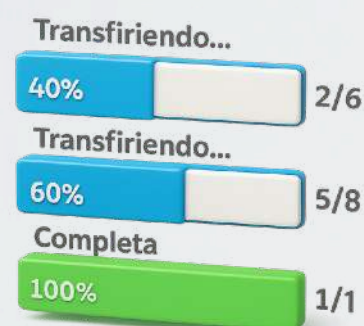 Transfiriendo...
40% 2/6
Transfiriendo...
60% 5/8
Completa
100% 1/1